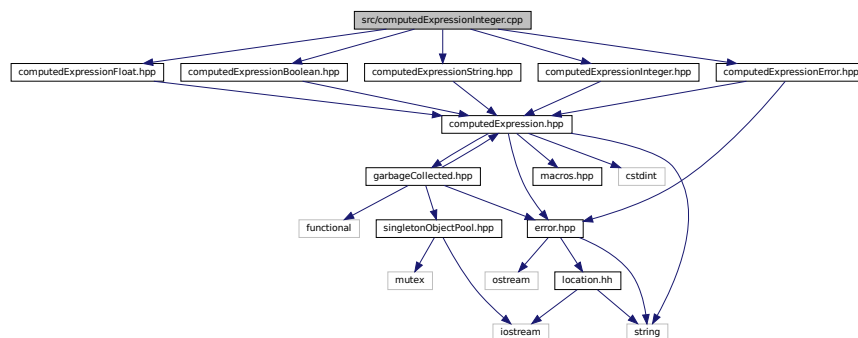 src/computedExpressionInteger.cpp
computedExpressionFloat.hpp
computedExpressionBoolean.hpp
computedExpressionString.hpp
computedExpressionInteger.hpp
computedExpressionError.hpp
computedExpression.hpp
garbageCollected.hpp
macros.hpp
cstdint
functional
singletonObjectPool.hpp
error.hpp
mutex
ostream
location.hh
iostream
string